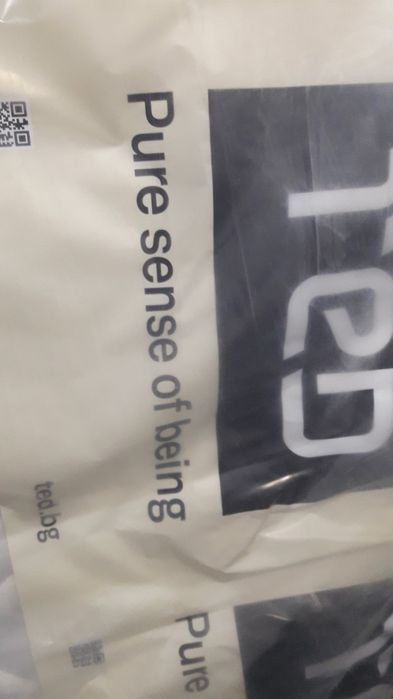 TeD
Pure sense of being
ted.bg
Pure